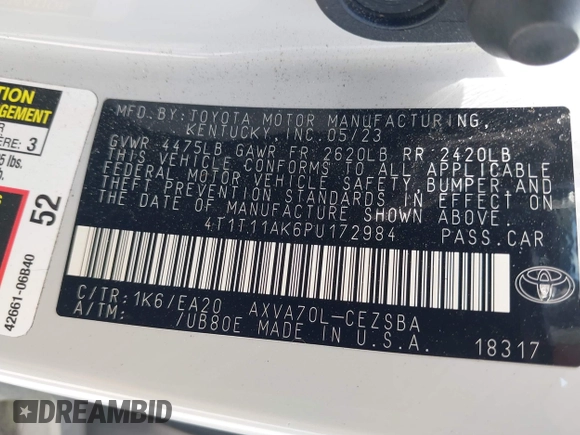 MFD. BY: TOYOTA MOTOR MANUFACTURING,
KENTUCKY INC. 05/23
GVWR 4475LB GAWR FR 2620LB RR 2420LB
THIS VEHICLE CONFORMS TO ALL APPLICABLE
FEDERAL MOTOR VEHICLE SAFETY, BUMPER, AND
THEFT PREVENTION STANDARDS IN EFFECT ON
THE DATE OF MANUFACTURE SHOWN ABOVE.
4T1T11AK6PU172984 PASS.CAR
C/TR: 1K6/EA20 AXVA70L-CEZSBA
A/TM: /UB80E MADE IN U.S.A.
18317
TOYOTA
52
42661-06B40
3
lbs.
DREAMBID